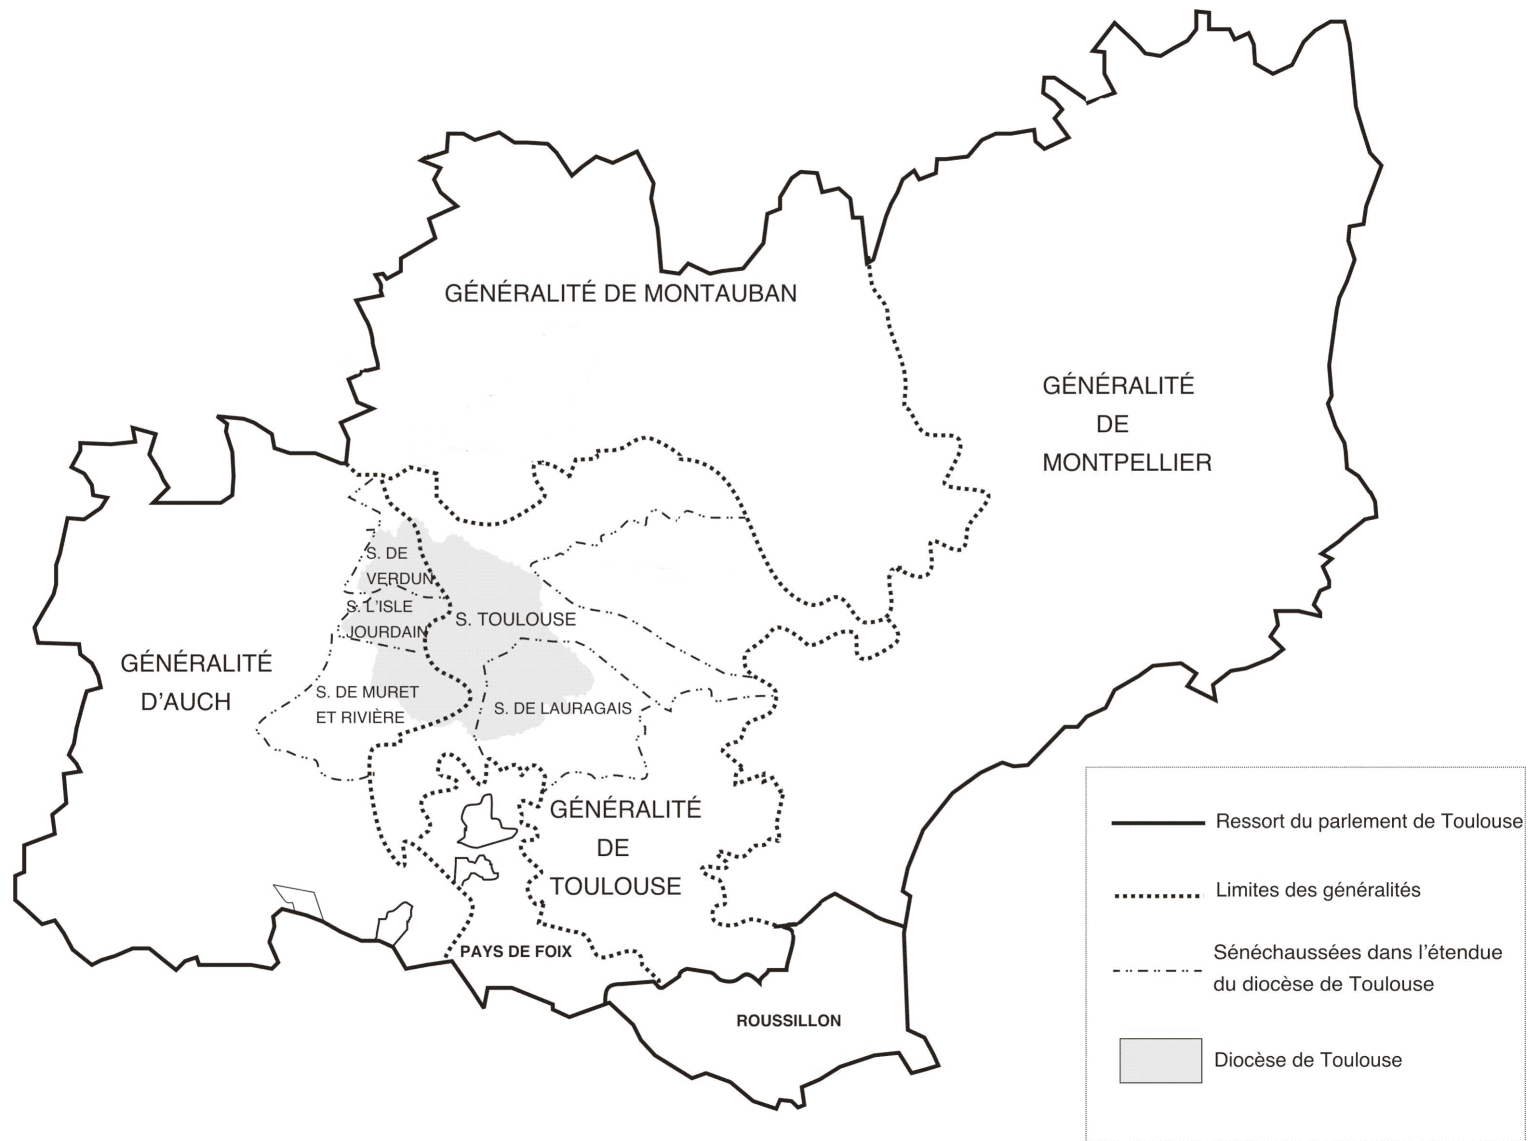 GÉNÉRALITÉ DE MONTAUBAN
GÉNÉRALITÉ
DE
MONTPELLIER
S. DE
VERDUN
S. L'ISLE
JOURDAIN
S. TOULOUSE
GÉNÉRALITÉ
D'AUCH
S. DE MURET
ET RIVIÈRE
S. DE LAURAGAIS
GÉNÉRALITÉ
DE
TOULOUSE
PAYS DE FOIX
ROUSSILLON
Ressort du parlement de Toulouse
Limites des généralités
Sénéchaussées dans l'étendue
du diocèse de Toulouse
Diocèse de Toulouse